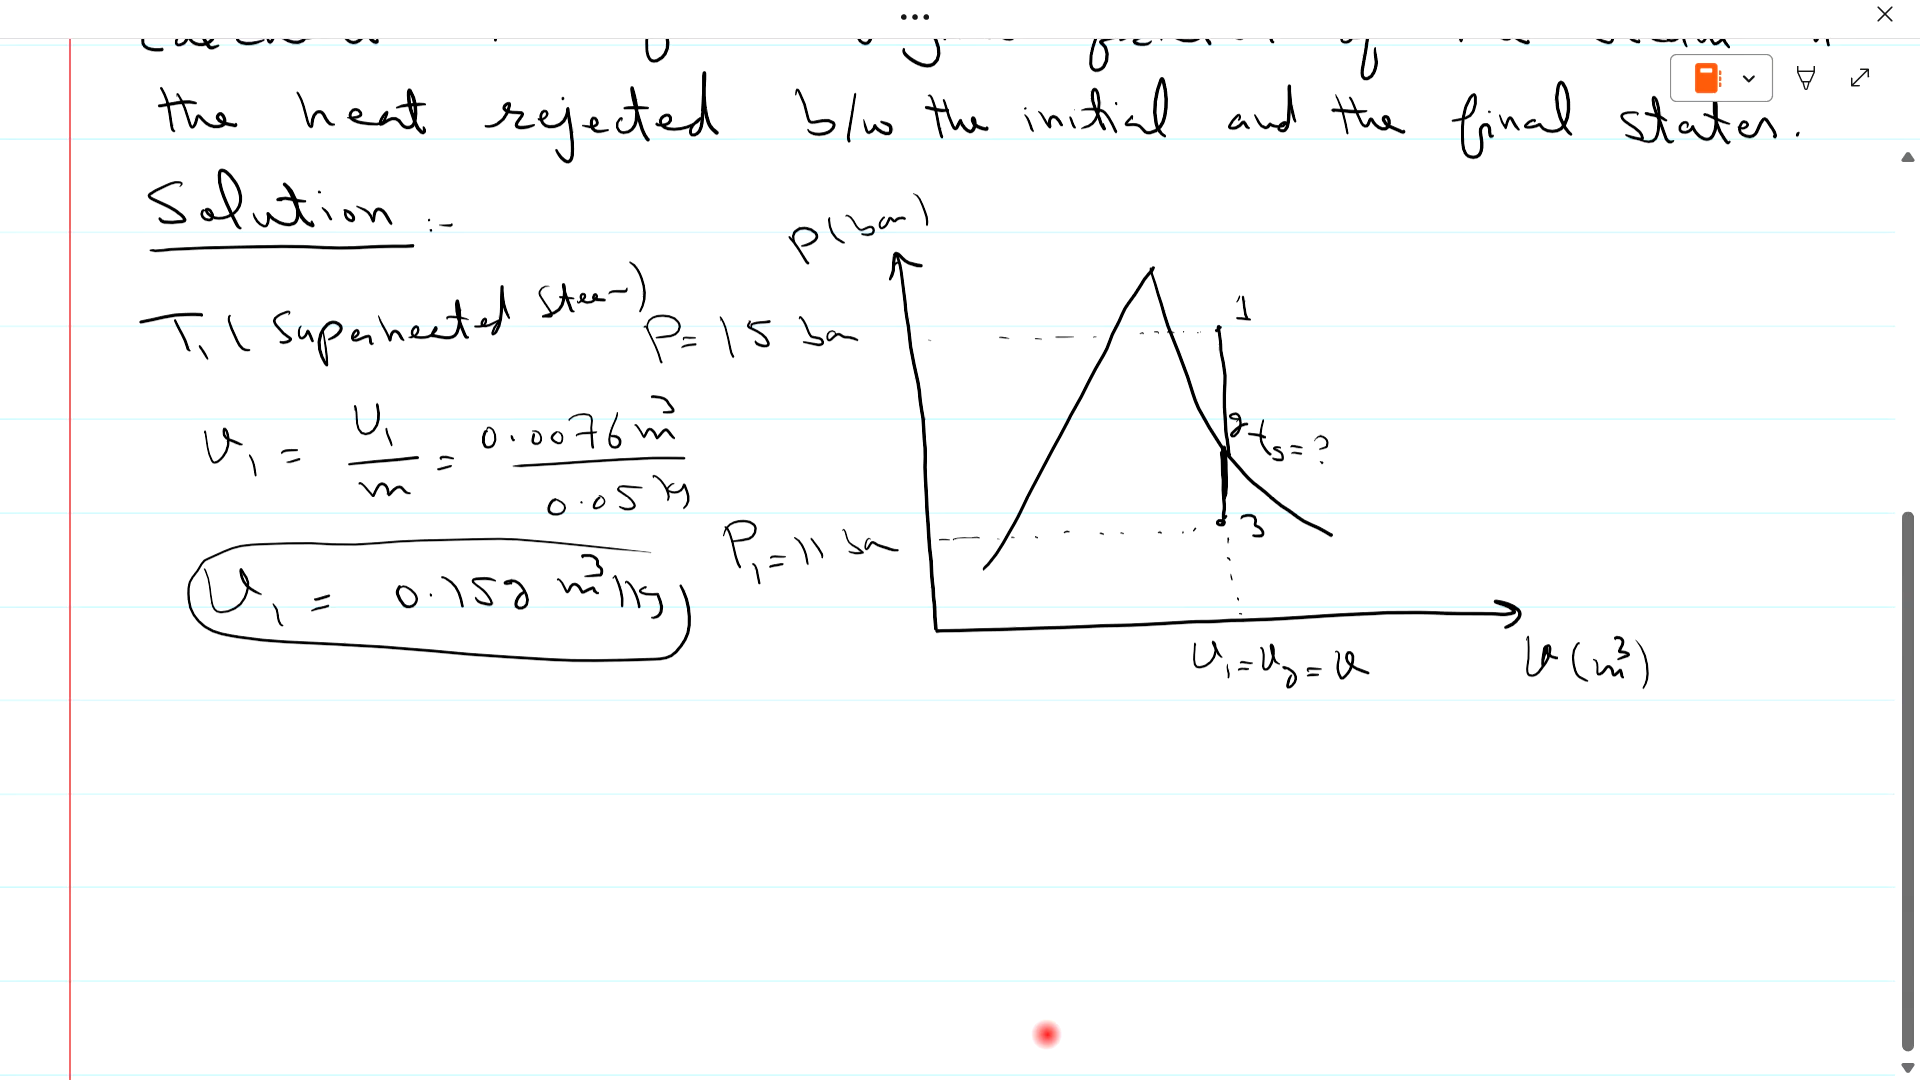 the heat rejected b/w the initial and the final states.
Solution :-
P (bar)
T₁ ( Superheated Steam)
P = 15 bar
1
v₁ = U₁ / m = 0.0076 m³ / 0.05 kg
2 ts = ?
P₁ = 11 bar
3
v₁ = 0.152 m³/kg
v₁ = v₂ = v
v (m³)